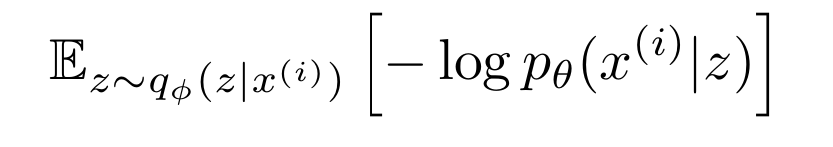 𝔼_{z∼q_ϕ(z|x^{(i)})} [− log p_θ(x^{(i)}|z)]